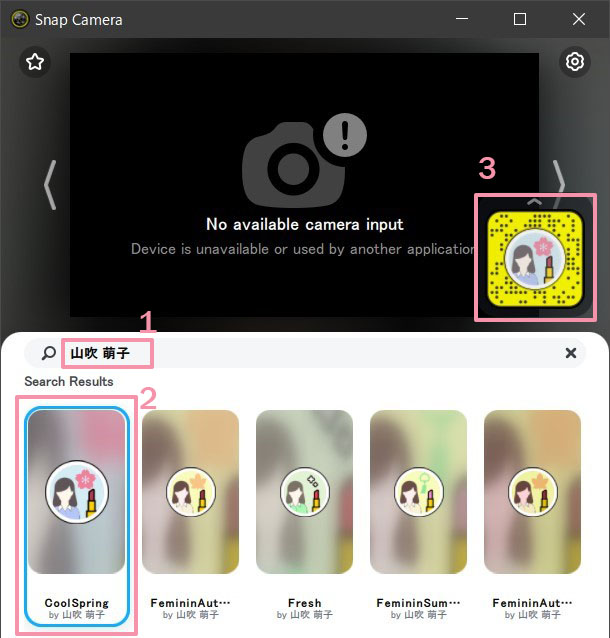 Snap Camera
No available camera input
Device is unavailable or used by another application
3
1
山吹 萌子
Search Results
2
CoolSpring
by 山吹 萌子
FemininAut…
by 山吹 萌子
Fresh
by 山吹 萌子
FemininSum…
by 山吹 萌子
FemininAut…
by 山吹 萌子